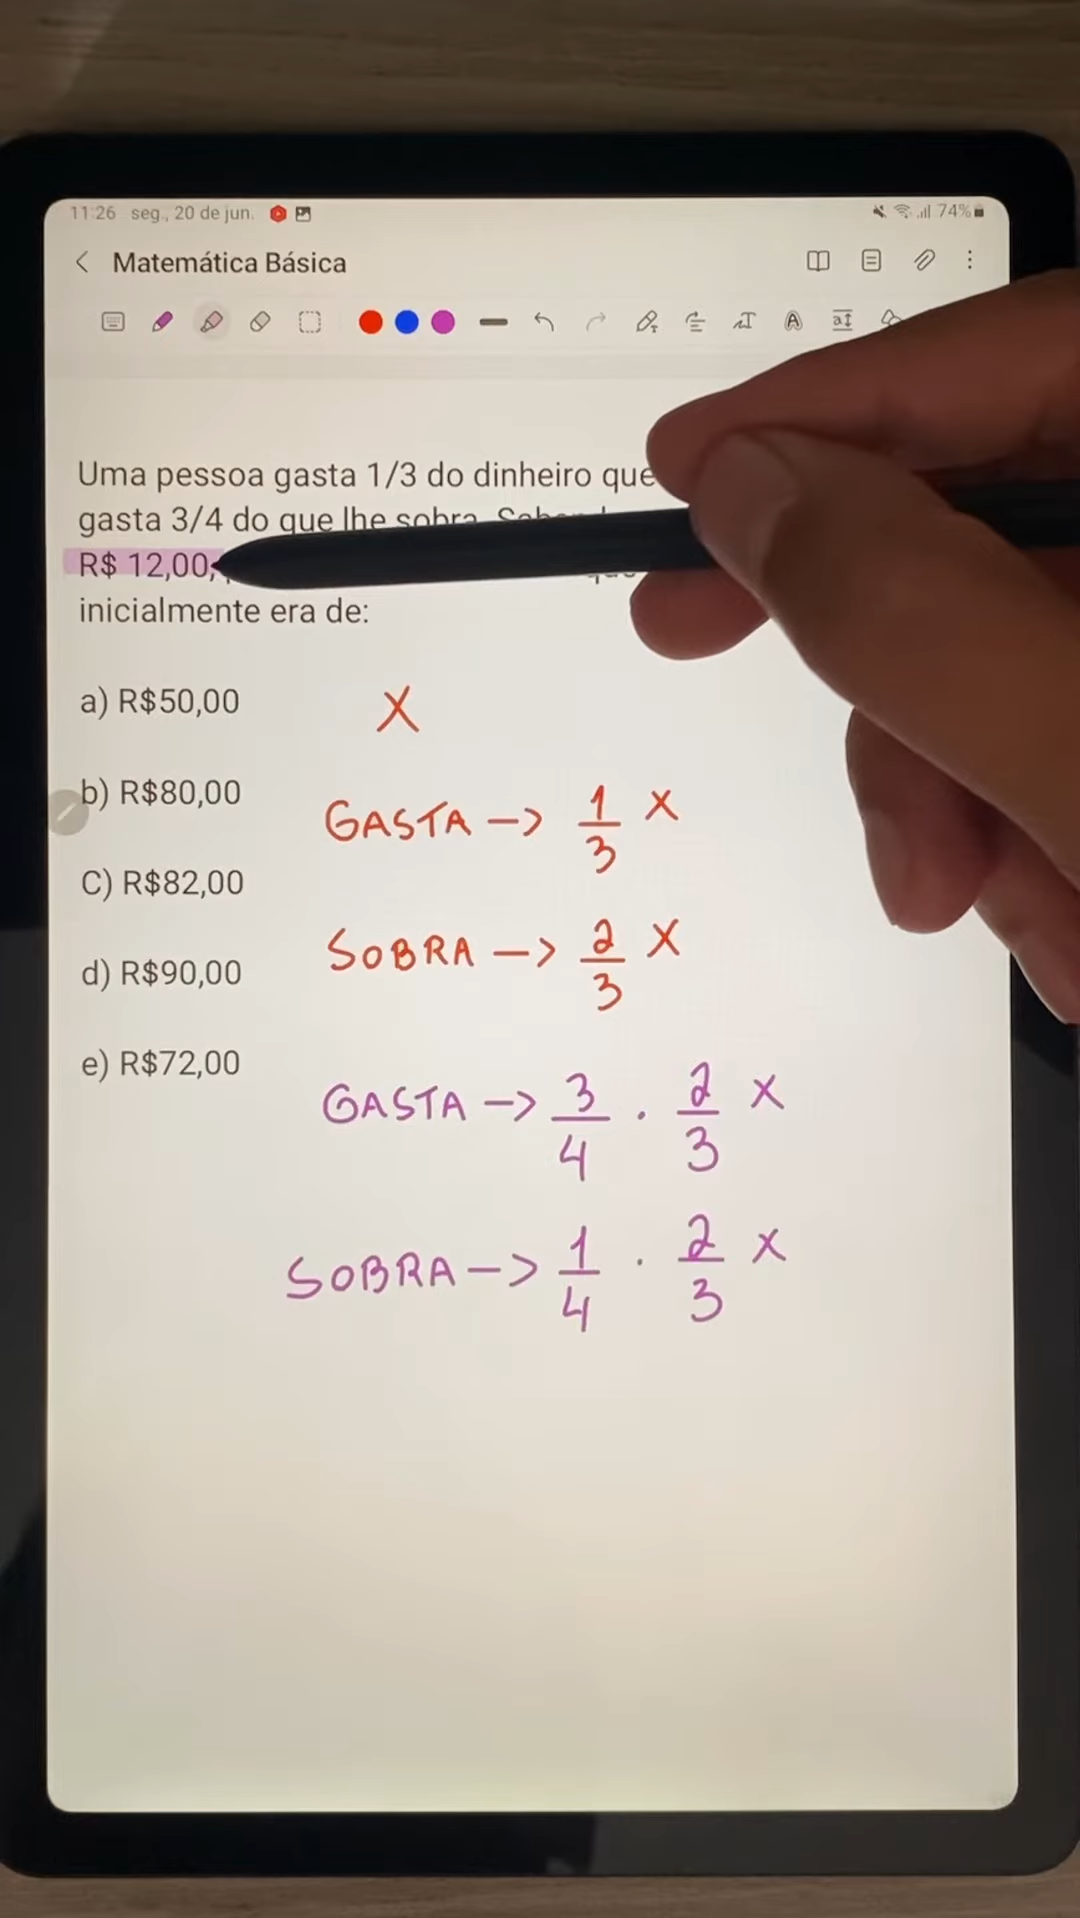 11:26 seg., 20 de jun. 74%
Matemática Básica
Uma pessoa gasta 1/3 do dinheiro que
gasta 3/4 do que lhe sobra.
R$ 12,00,
inicialmente era de:
a) R$50,00
X
b) R$80,00
GASTA -> 1/3 X
C) R$82,00
SOBRA -> 2/3 X
d) R$90,00
e) R$72,00
GASTA -> 3/4 . 2/3 X
SOBRA -> 1/4 . 2/3 X